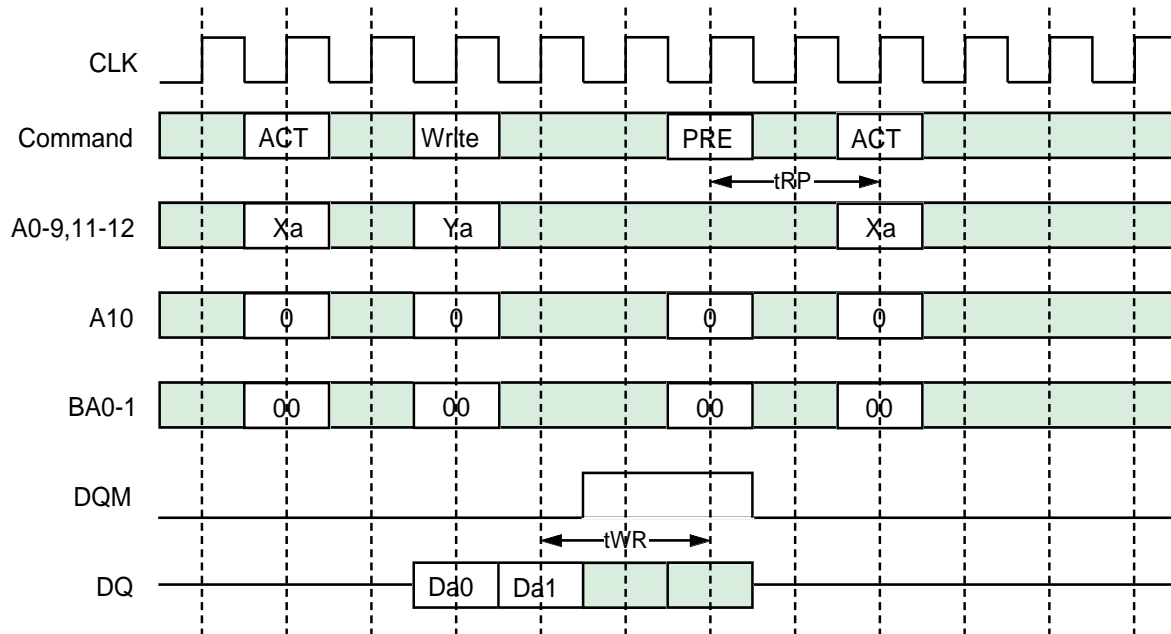 CLK
Command ACT Write PRE ACT
tRP
A0-9,11-12 Xa Ya Xa
A10 0 0 0 0
BA0-1 00 00 00 00
DQM
tWR
DQ Da0 Da1